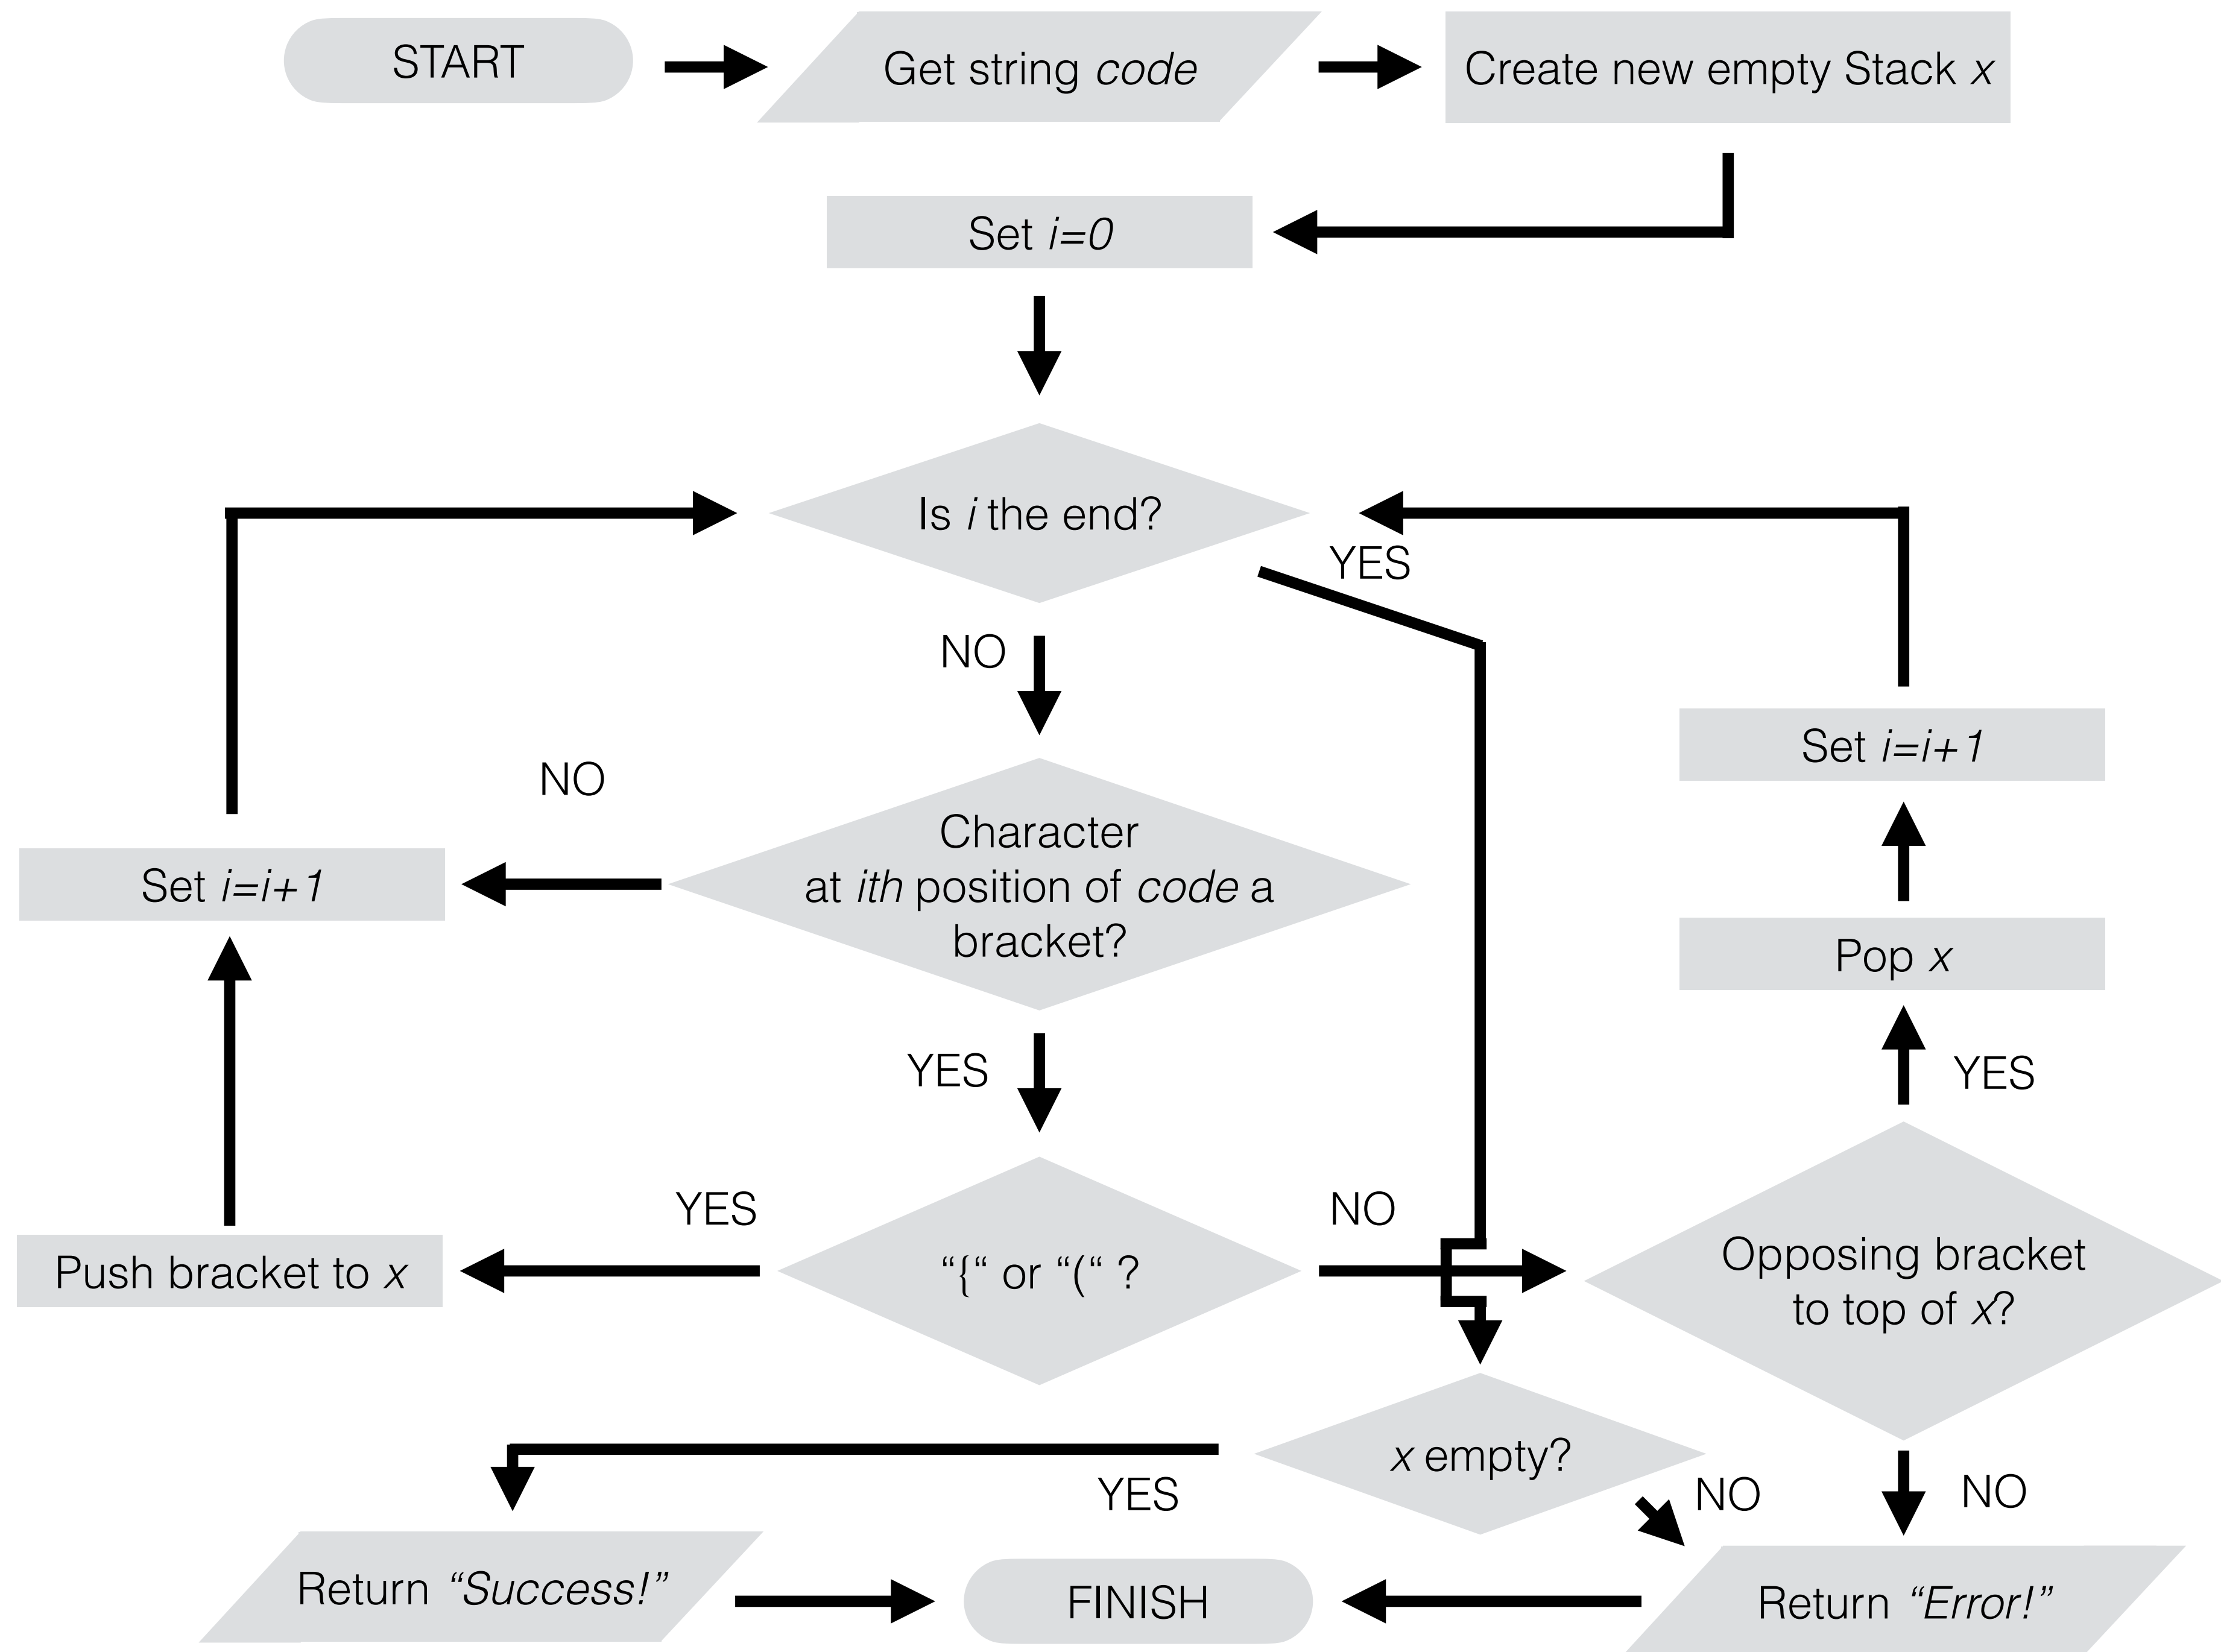 START
Get string code
Create new empty Stack x
Set i=0
Is i the end?
YES
NO
Set i=i+1
NO
Character
at ith position of code a
bracket?
Set i=i+1
Pop x
YES
YES
YES
NO
Push bracket to x
“{“ or “(“ ?
Opposing bracket
to top of x?
x empty?
YES
NO
NO
Return “Success!”
FINISH
Return “Error!”